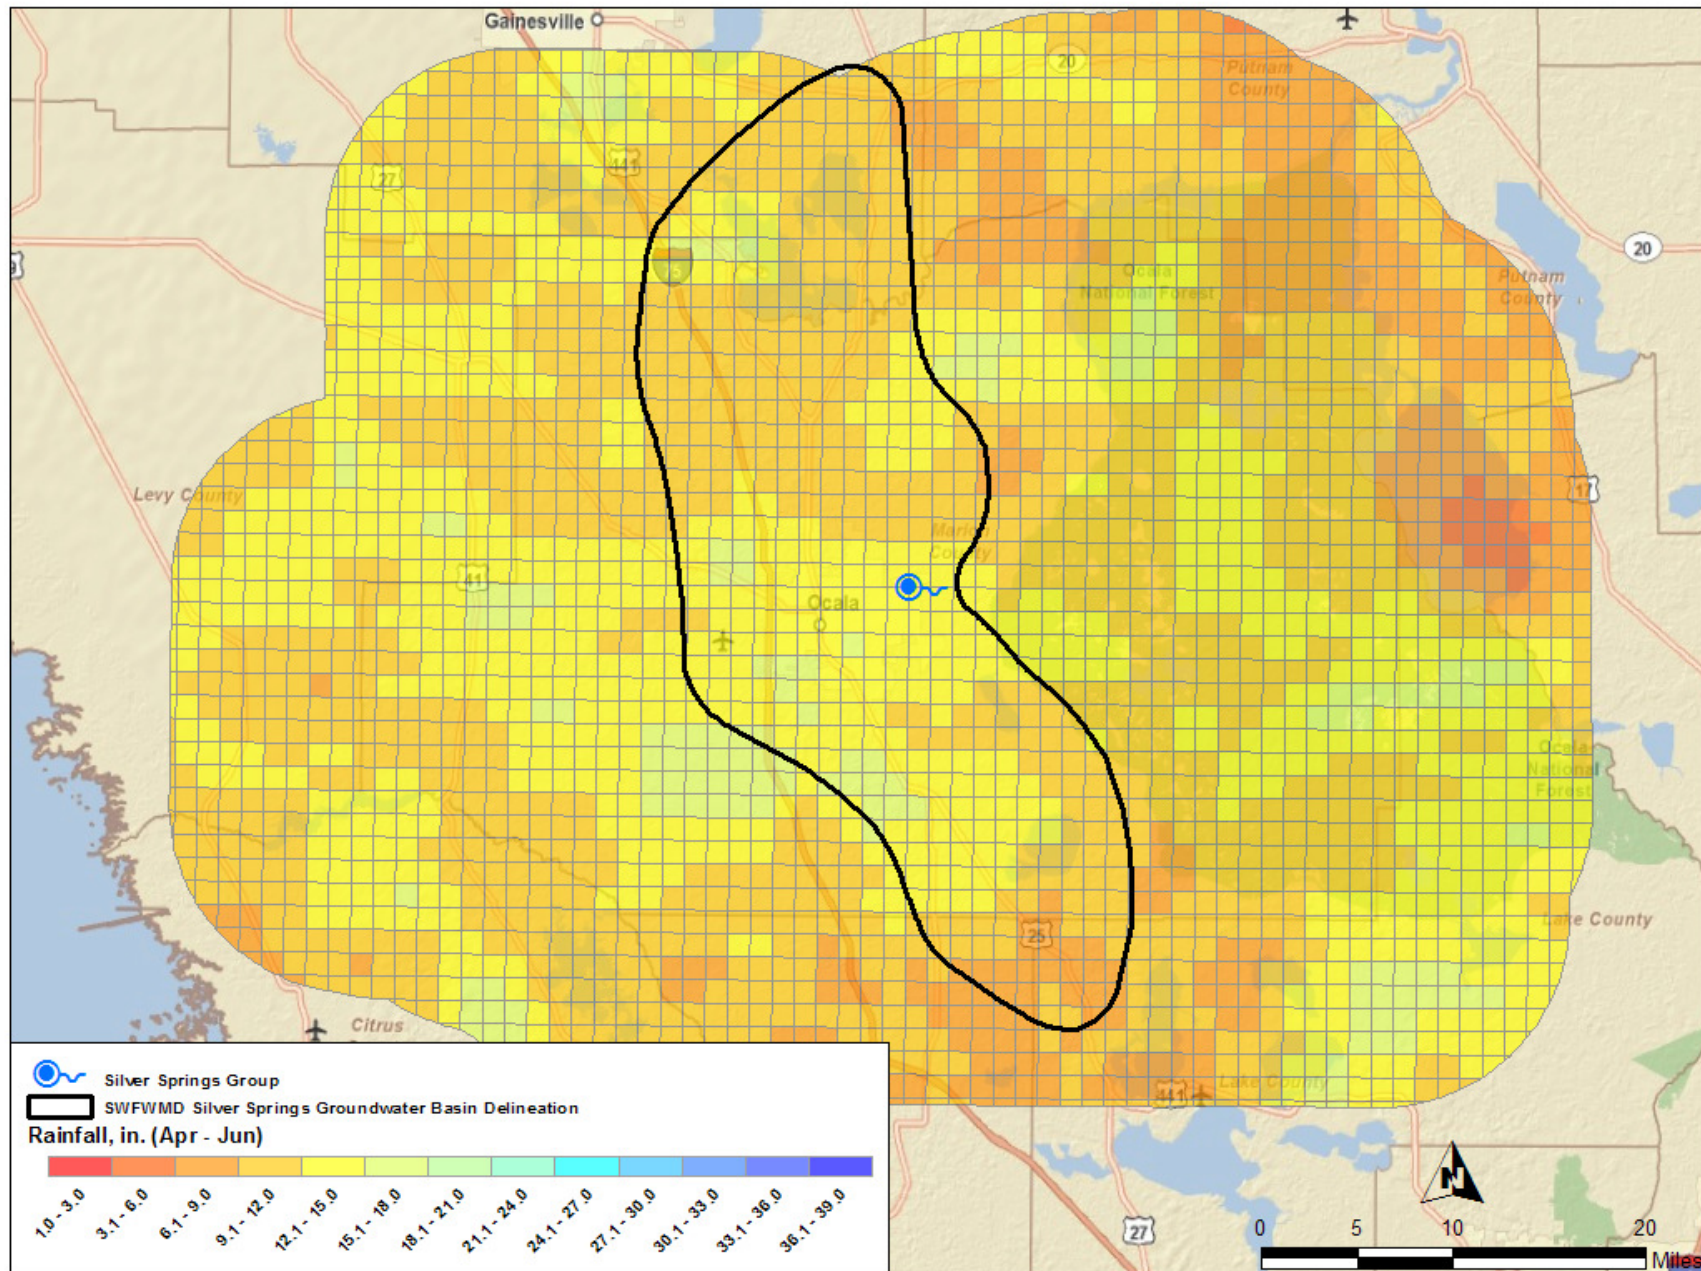 Gainesville
20
Putnam
County
441
27
20
75
Ocala
National Forest
Putnam
County
Levy County
17
Marion
County
41
Ocala
Ocala
National
Forest
25
Lake County
Citrus
Lake County
441
Silver Springs Group
SWFWMD Silver Springs Groundwater Basin Delineation
Rainfall, in. (Apr - Jun)
1.0 - 3.0
3.1 - 6.0
6.1 - 9.0
9.1 - 12.0
12.1 - 15.0
15.1 - 18.0
18.1 - 21.0
21.1 - 24.0
24.1 - 27.0
27.1 - 30.0
30.1 - 33.0
33.1 - 36.0
36.1 - 39.0
N
27
0 5 10 20
Miles